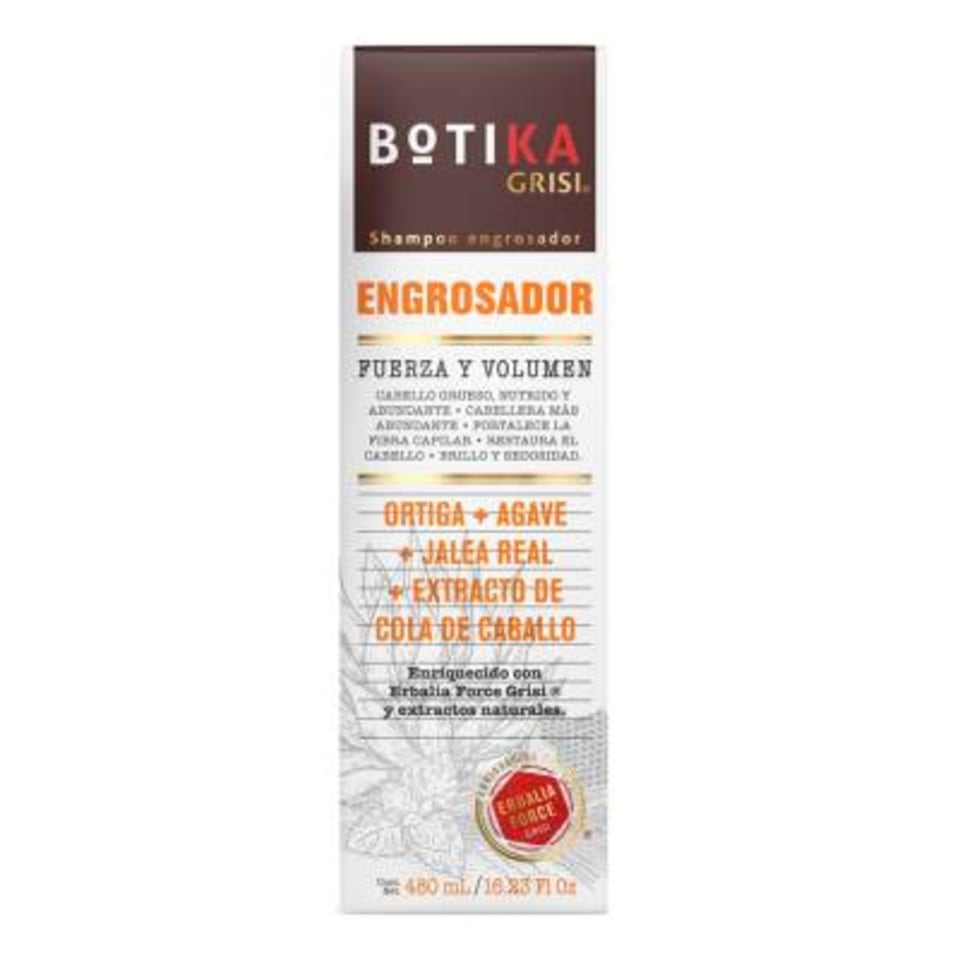 BOTIKA
GRISI®
Shampoo engrosador
ENGROSADOR
FUERZA Y VOLUMEN
CABELLO GRUESO, NUTRIDO Y
ABUNDANTE • CABELLERA MÁS
ABUNDANTE • FORTALECE LA
FIBRA CAPILAR • RESTAURA EL
CABELLO • BRILLO Y SEDOSIDAD.
ORTIGA + AGAVE
+ JALEA REAL
+ EXTRACTO DE
COLA DE CABALLO
Enriquecido con
Erbalia Force Grisi ®
y extractos naturales.
ERBALIA
FORCE
GRISI
®
Cont.
Net. 480 mL / 16.23 Fl Oz